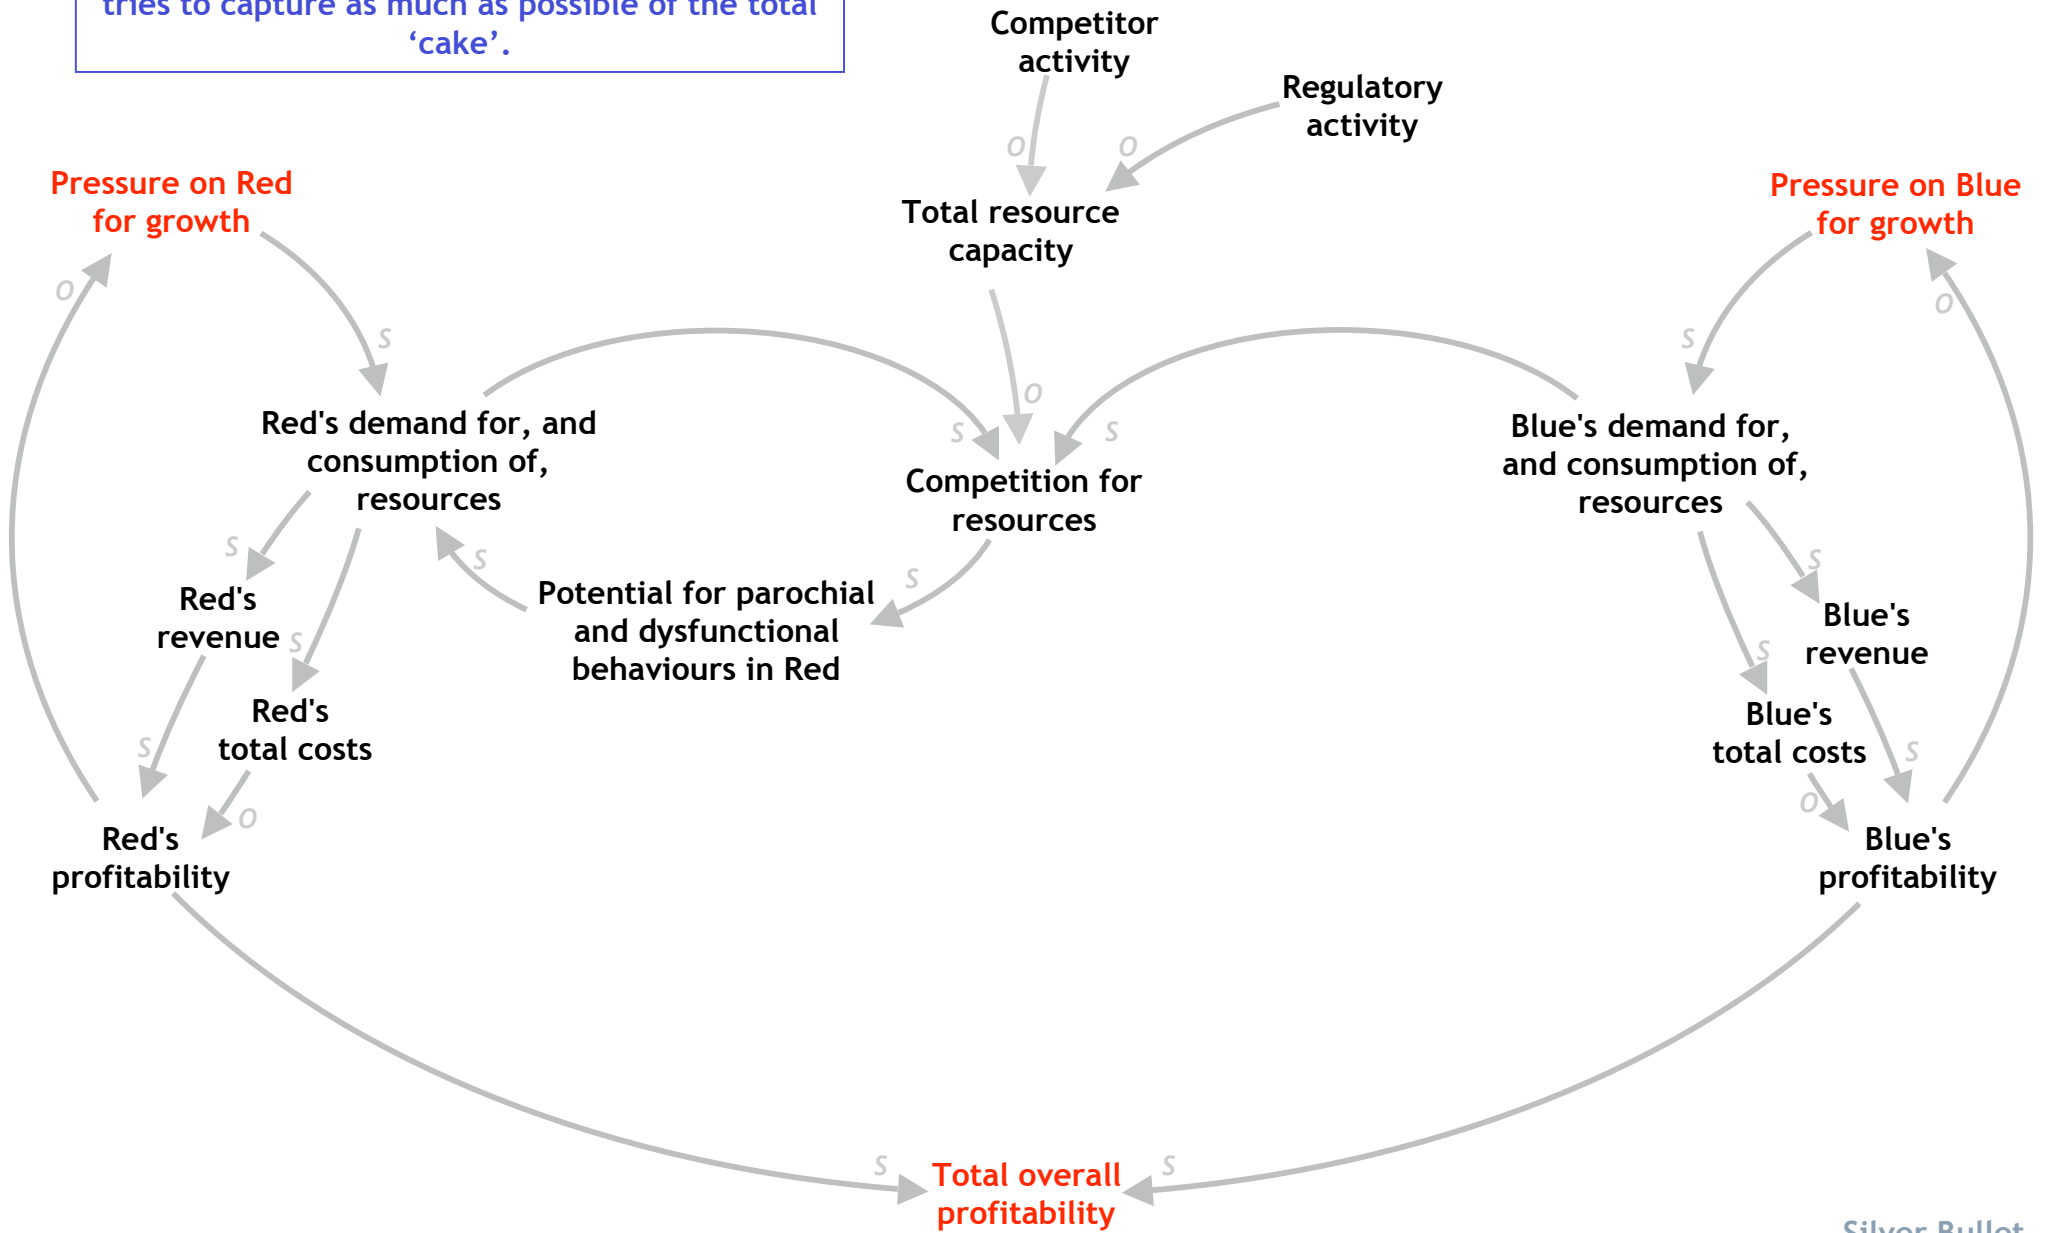 tries to capture as much as possible of the total
‘cake’.
Competitor
activity
Regulatory
activity
O
O
Pressure on Red
for growth
Total resource
capacity
Pressure on Blue
for growth
O
O
S
S
O
S
S
Red's demand for, and
consumption of,
resources
Competition for
resources
Blue's demand for,
and consumption of,
resources
S
S
S
S
Red's
revenue
S
Potential for parochial
and dysfunctional
behaviours in Red
S
Blue's
revenue
Red's
total costs
Blue's
total costs
S
S
O
O
Red's
profitability
Blue's
profitability
S
S
Total overall
profitability
Silver Bullet